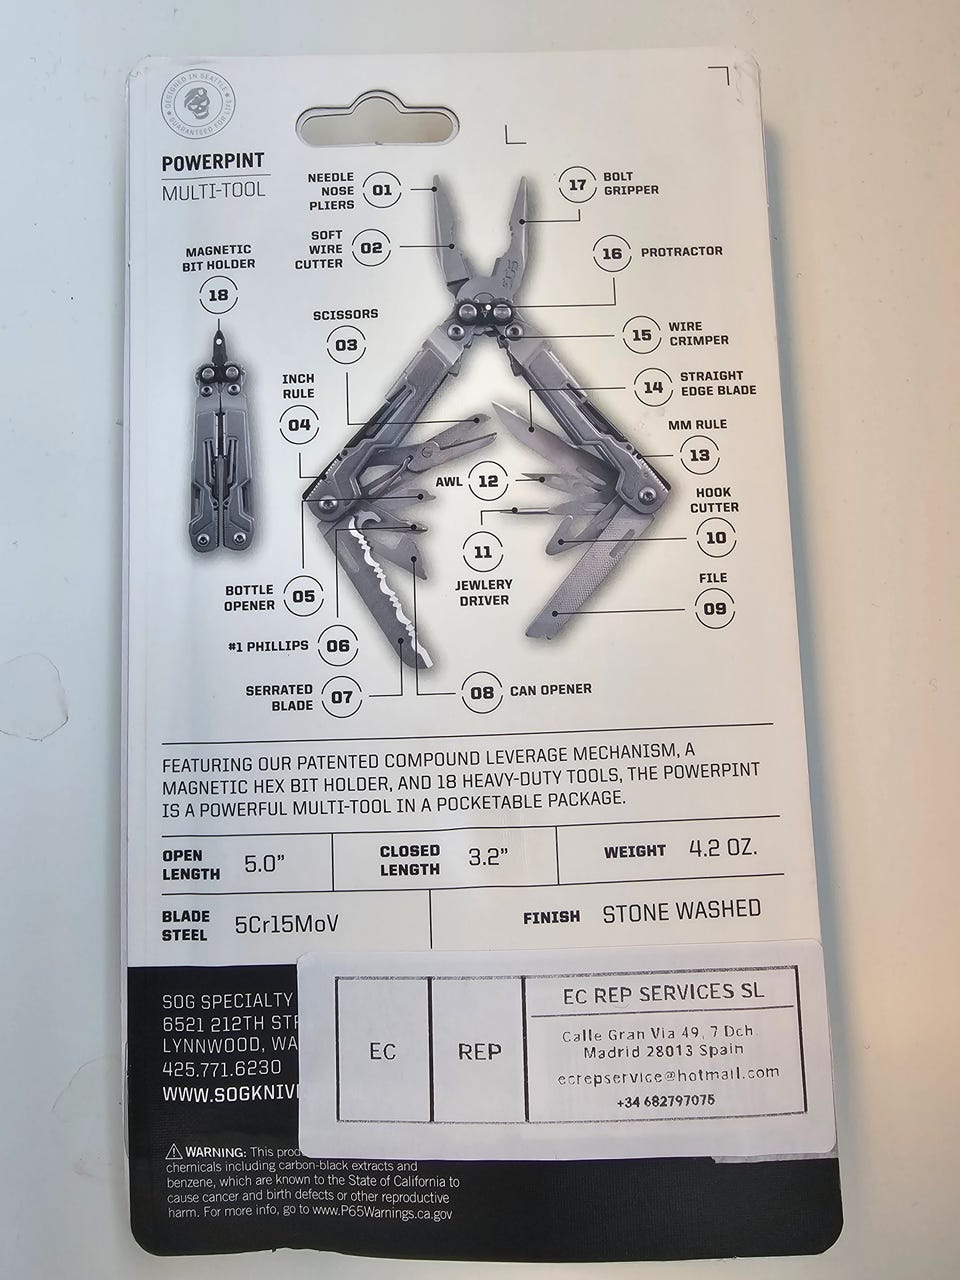 DESIGNED IN SEATTLE
GUARANTEED FOR LIFE
POWERPINT
MULTI-TOOL
NEEDLE
NOSE
PLIERS
01
17
BOLT
GRIPPER
SOFT
WIRE
CUTTER
02
16
PROTRACTOR
MAGNETIC
BIT HOLDER
18
SOG
SCISSORS
03
15
WIRE
CRIMPER
INCH
RULE
04
14
STRAIGHT
EDGE BLADE
MM RULE
13
AWL
12
HOOK
CUTTER
10
11
JEWLERY
DRIVER
BOTTLE
OPENER
05
FILE
09
#1 PHILLIPS
06
SERRATED
BLADE
07
08
CAN OPENER
FEATURING OUR PATENTED COMPOUND LEVERAGE MECHANISM, A
MAGNETIC HEX BIT HOLDER, AND 18 HEAVY-DUTY TOOLS, THE POWERPINT
IS A POWERFUL MULTI-TOOL IN A POCKETABLE PACKAGE.
OPEN
LENGTH
5.0"
CLOSED
LENGTH
3.2"
WEIGHT
4.2 OZ.
BLADE
STEEL
5Cr15MoV
FINISH
STONE WASHED
SOG SPECIALTY
6521 212TH ST
LYNNWOOD, WA
425.771.6230
WWW.SOGKNIV
EC
REP
EC REP SERVICES SL
Calle Gran Via 49, 7 Dch
Madrid 28013 Spain
ecrepservice@hotmail.com
+34 682797075
WARNING: This prod
chemicals including carbon-black extracts and
benzene, which are known to the State of California to
cause cancer and birth defects or other reproductive
harm. For more info, go to www.P65Warnings.ca.gov